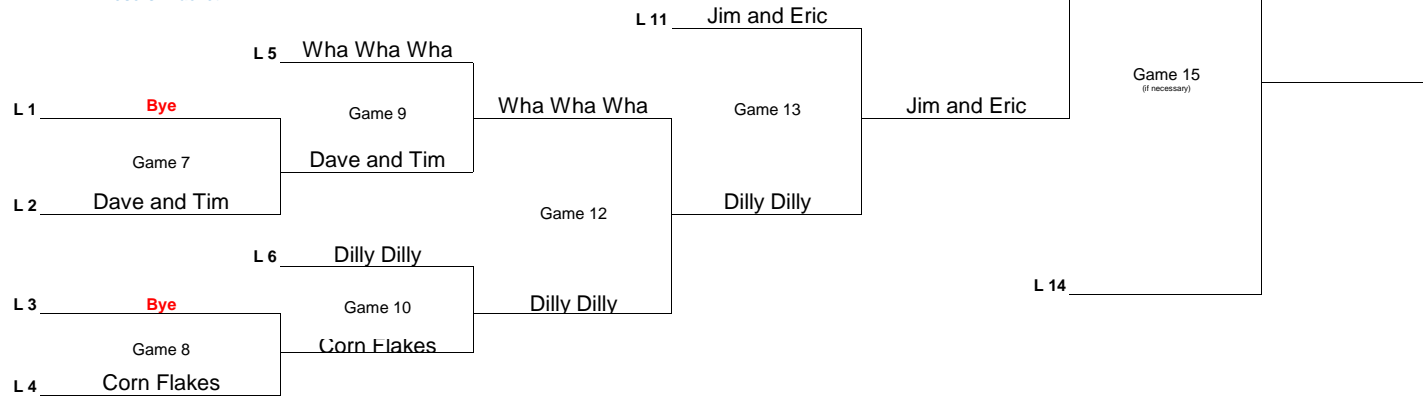 L 11 Jim and Eric
L 5 Wha Wha Wha
Game 15
(if necessary)
L 1 Bye
Game 9
Wha Wha Wha
Game 13
Jim and Eric
Game 7
Dave and Tim
L 2 Dave and Tim
Game 12
Dilly Dilly
L 6 Dilly Dilly
L 14
L 3 Bye
Game 10
Dilly Dilly
Game 8
Corn Flakes
L 4 Corn Flakes